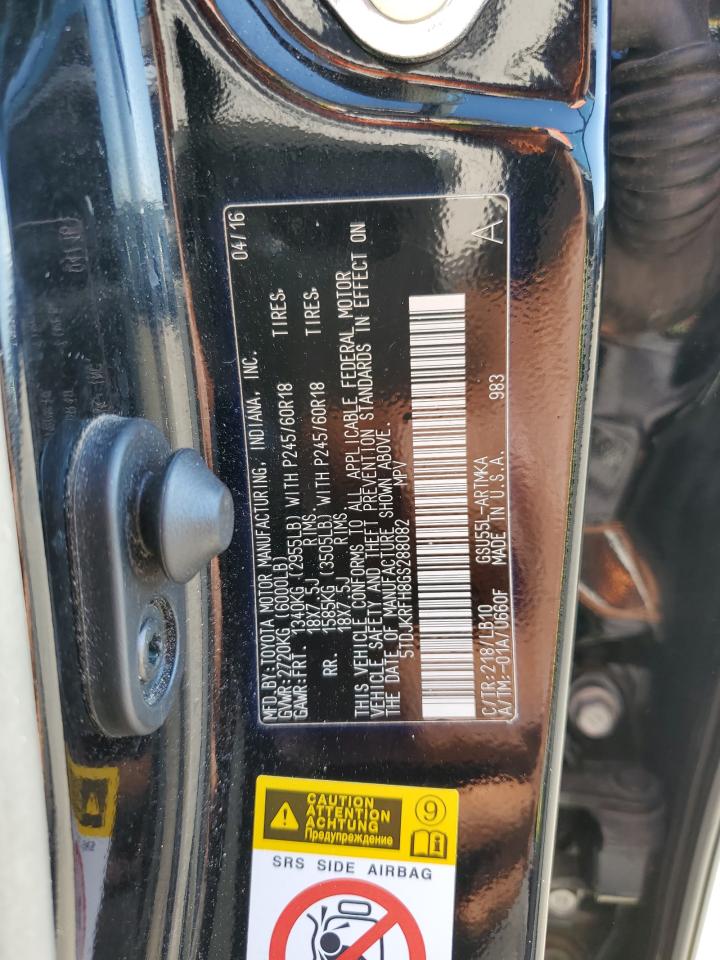 MFD.BY:TOYOTA MOTOR MANUFACTURING, INDIANA, INC. 04/16
GVWR:2720KG (6000LB)
GAWR:FRT. 1340KG (2955LB) WITH P245/60R18 TIRES,
18X7.5J RIMS,
RR. 1585KG (3505LB) WITH P245/60R18 TIRES,
18X7.5J RIMS,
THIS VEHICLE CONFORMS TO ALL APPLICABLE FEDERAL MOTOR
VEHICLE SAFETY AND THEFT PREVENTION STANDARDS IN EFFECT ON
THE DATE OF MANUFACTURE SHOWN ABOVE.
5TDJKRFH8GS288082 MPV
C/TR:218/LB10 GSU55L-ARTMKA
A/TM:-01A/U660F MADE IN U.S.A. 983 A
CAUTION
ATTENTION
ACHTUNG
Предупреждение
9
SRS SIDE AIRBAG